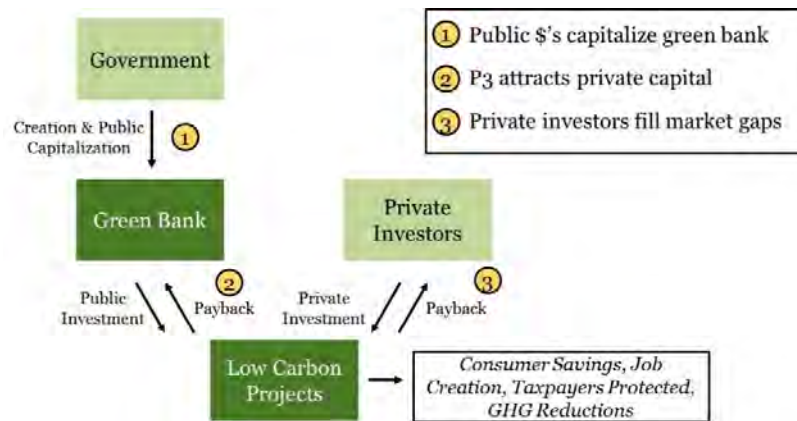 Government
1 Public $'s capitalize green bank
2 P3 attracts private capital
3 Private investors fill market gaps
Creation & Public
Capitalization
1
Green Bank
Private
Investors
Public
Investment
2
Payback
Private
Investment
3
Payback
Low Carbon
Projects
Consumer Savings, Job
Creation, Taxpayers Protected,
GHG Reductions